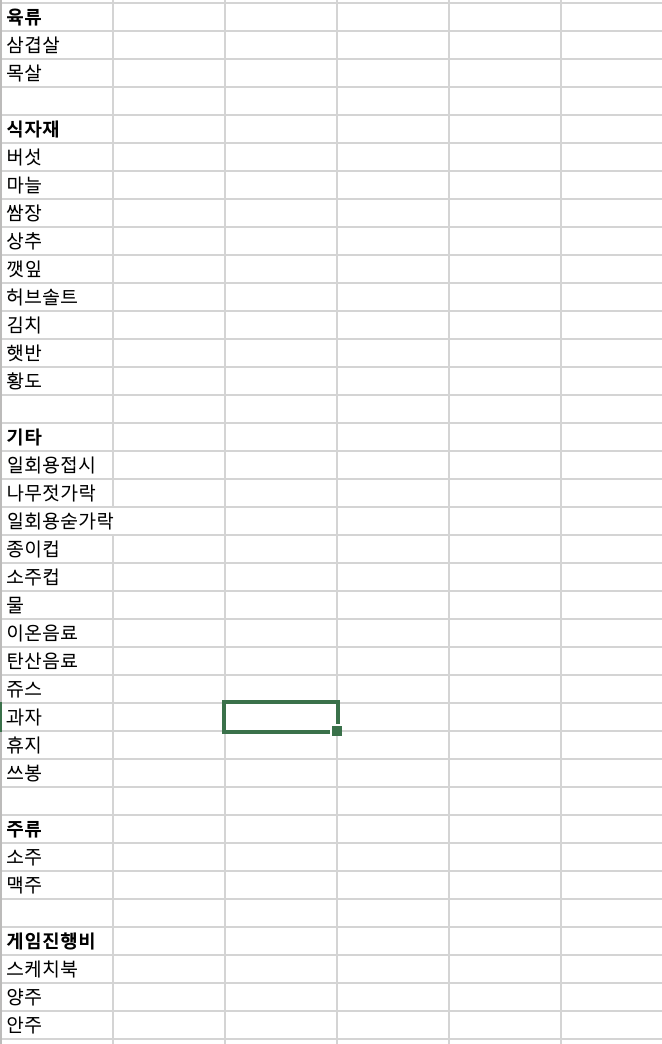 육류
삼겹살
목살
식자재
버섯
마늘
쌈장
상추
깻잎
허브솔트
김치
햇반
황도
기타
일회용접시
나무젓가락
일회용숟가락
종이컵
소주컵
물
이온음료
탄산음료
쥬스
과자
휴지
쓰봉
주류
소주
맥주
게임진행비
스케치북
양주
안주